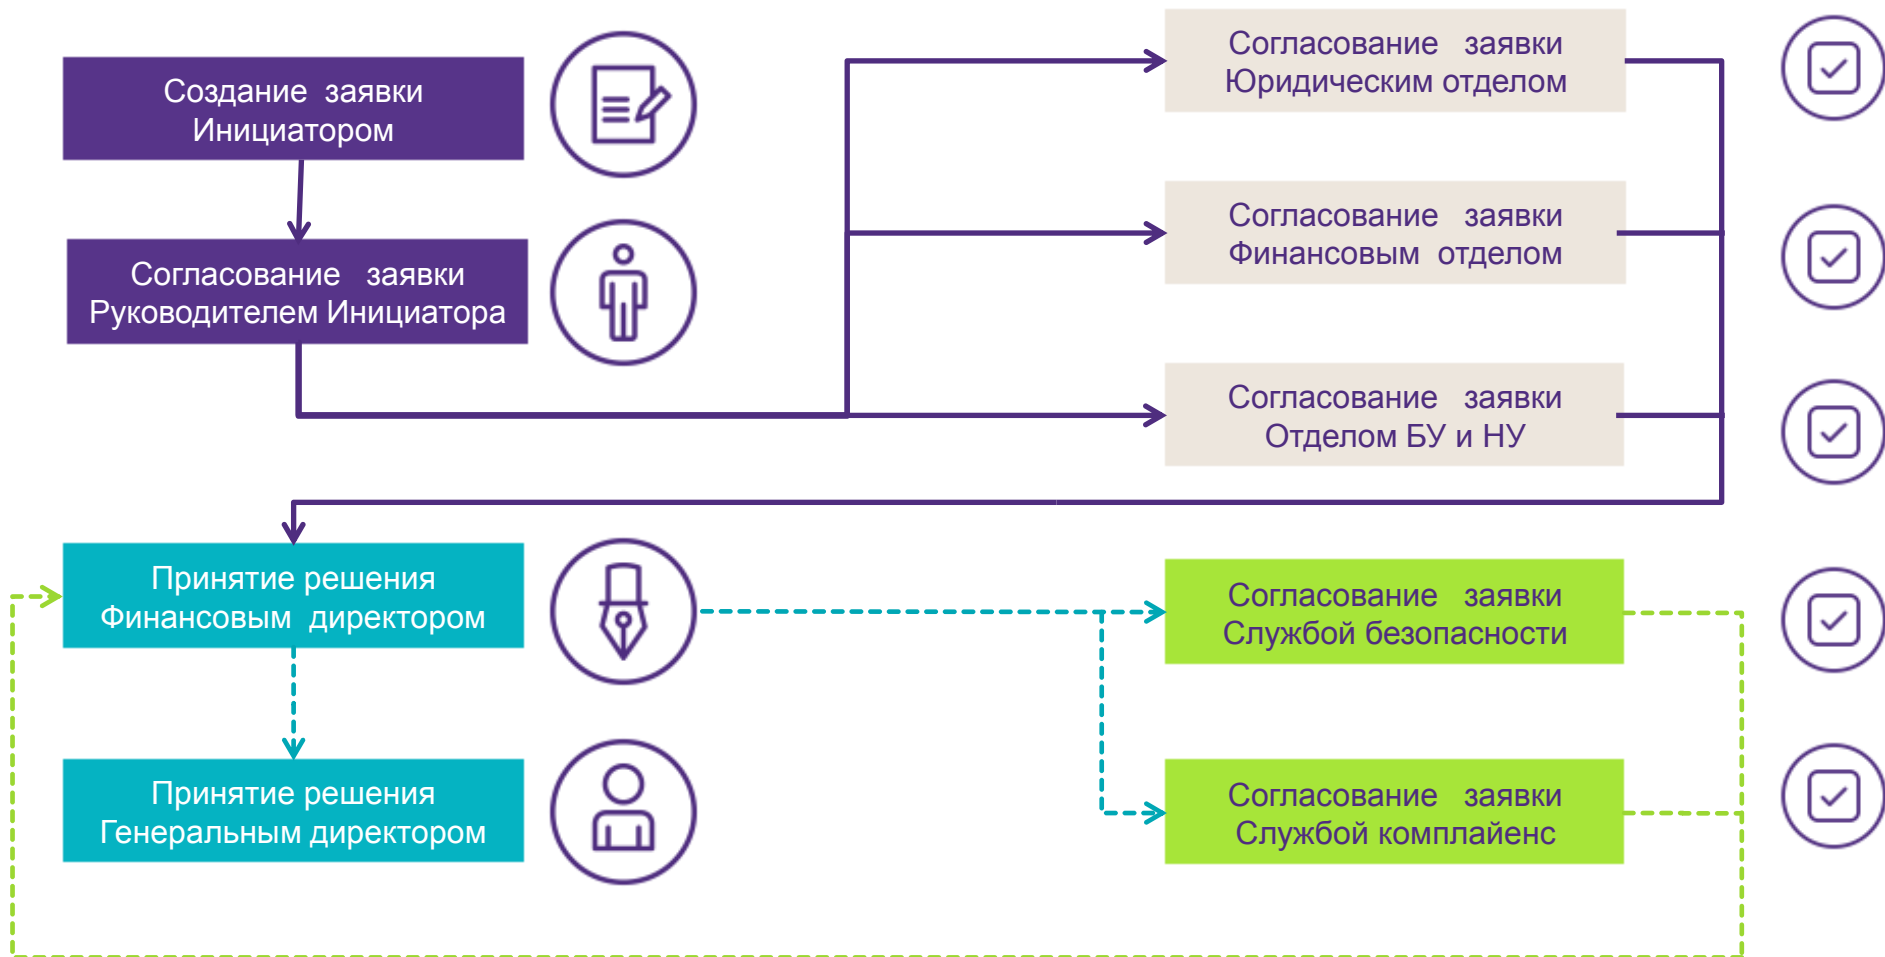 Создание заявки
Инициатором
Согласование заявки
Руководителем Инициатора
Согласование заявки
Юридическим отделом
Согласование заявки
Финансовым отделом
Согласование заявки
Отделом БУ и НУ
Принятие решения
Финансовым директором
Принятие решения
Генеральным директором
Согласование заявки
Службой безопасности
Согласование заявки
Службой комплайенс